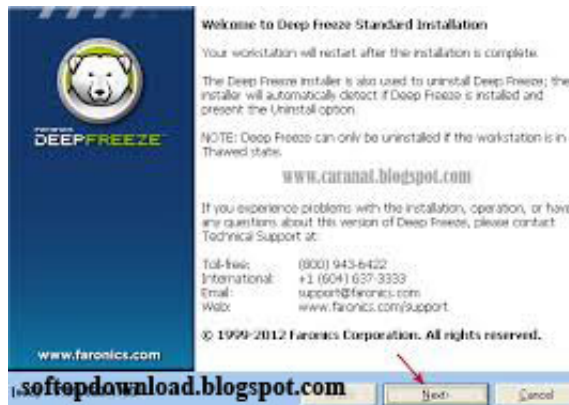 Welcome to Deep Freeze Standard Installation
Your workstation will restart after the installation is complete.
The Deep Freeze installer is also used to uninstall Deep Freeze; the
installer will automatically detect if Deep Freeze is installed and
present the Uninstall option.
NOTE: Deep Freeze can only be uninstalled if the workstation is in
Thawed state.
www.caranat.blogspot.com
If you experience problems with the installation, operation, or have
any questions about this version of Deep Freeze, please contact
Technical Support at:
Toll-free: (800) 943-6422
International: +1 (604) 637-3333
Email: support@faronics.com
Web: www.faronics.com/support
© 1999-2012 Faronics Corporation. All rights reserved.
FARONICS
DEEPFREEZE
www.faronics.com
softopdownload.blogspot.com
Next>
Cancel